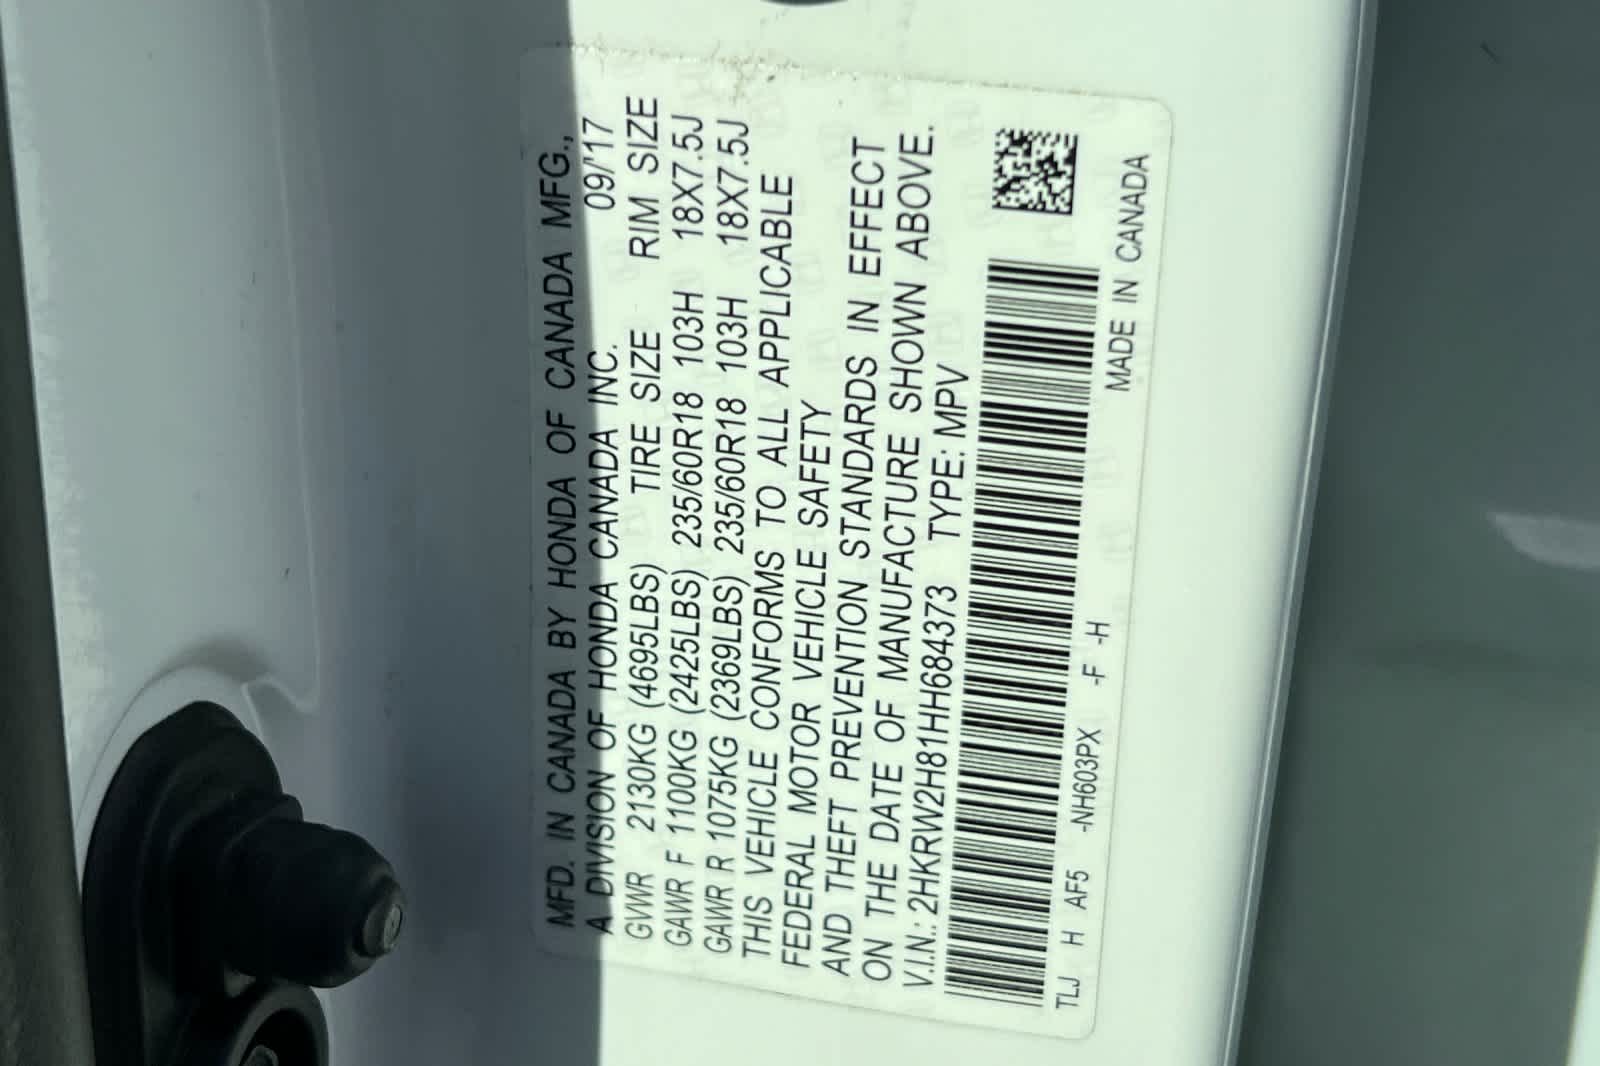 MFD. IN CANADA BY HONDA OF CANADA MFG.,
A DIVISION OF HONDA CANADA INC. 09/'17
GVWR 2130KG (4695LBS) TIRE SIZE RIM SIZE
GAWR F 1100KG (2425LBS) 235/60R18 103H 18X7.5J
GAWR R 1075KG (2369LBS) 235/60R18 103H 18X7.5J
THIS VEHICLE CONFORMS TO ALL APPLICABLE
FEDERAL MOTOR VEHICLE SAFETY
AND THEFT PREVENTION STANDARDS IN EFFECT
ON THE DATE OF MANUFACTURE SHOWN ABOVE.
V.I.N.: 2HKRW2H81HH684373 TYPE: MPV
TLJ H AF5 -NH603PX -F -H MADE IN CANADA